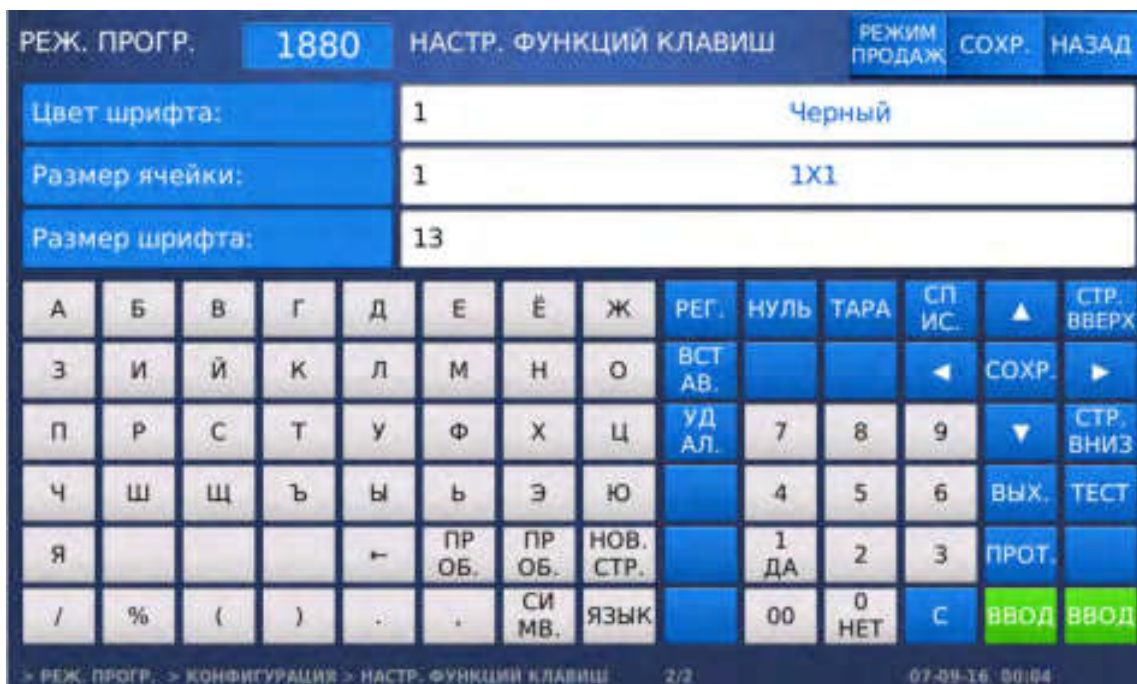 РЕЖ. ПРОГР. 1880 НАСТР. ФУНКЦИЙ КЛАВИШ РЕЖИМ ПРОДАЖ СОХР. НАЗАД
Цвет шрифта: 1 Черный
Размер ячейки: 1 1X1
Размер шрифта: 13
А Б В Г Д Е Ё Ж РЕГ. НУЛЬ ТАРА СП ИС. ▲ СТР. ВВЕРХ
З И Й К Л М Н О ВСТ АВ. ◀ СОХР. ▶
П Р С Т У Ф Х Ц УД АЛ. 7 8 9 ▼ СТР. ВНИЗ
Ч Ш Щ Ъ Ы Ь Э Ю 4 5 6 ВЫХ. ТЕСТ
Я ← ПР ОБ. ПР ОБ. НОВ. СТР. 1 ДА 2 3 ПРОТ.
/ % ( ) . , СИ МВ. ЯЗЫК 00 0 НЕТ С ВВОД ВВОД
> РЕЖ. ПРОГР. > КОНФИГУРАЦИЯ > НАСТР. ФУНКЦИЙ КЛАВИШ 2/2 07-09-16 00:04